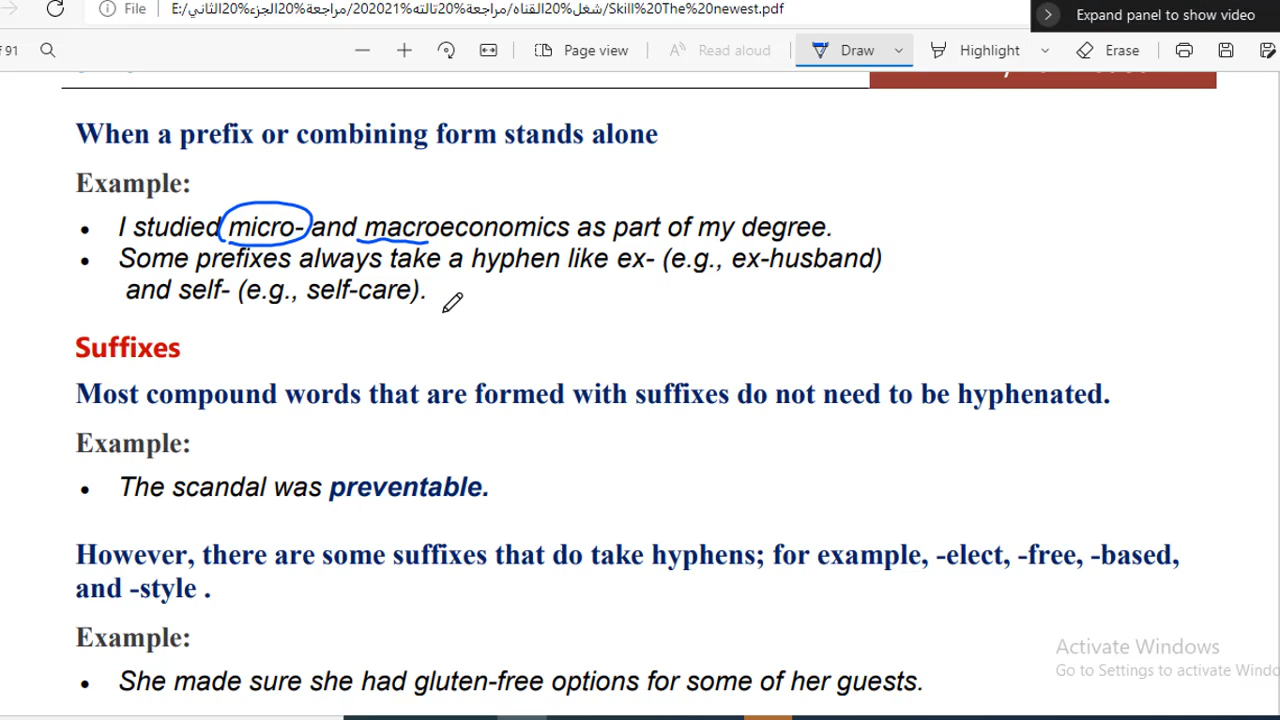 File
E:/شغل%20القناه/مراجعة%20تالته%202021/مراجعة%20الجزء%20الثاني/Skill%20The%20newest.pdf
Expand panel to show video
of 91
Page view
Read aloud
Draw
Highlight
Erase
When a prefix or combining form stands alone
Example:
• I studied micro- and macroeconomics as part of my degree.
• Some prefixes always take a hyphen like ex- (e.g., ex-husband)
and self- (e.g., self-care).
Suffixes
Most compound words that are formed with suffixes do not need to be hyphenated.
Example:
• The scandal was preventable.
However, there are some suffixes that do take hyphens; for example, -elect, -free, -based,
and -style .
Example:
• She made sure she had gluten-free options for some of her guests.
Activate Windows
Go to Settings to activate Windo